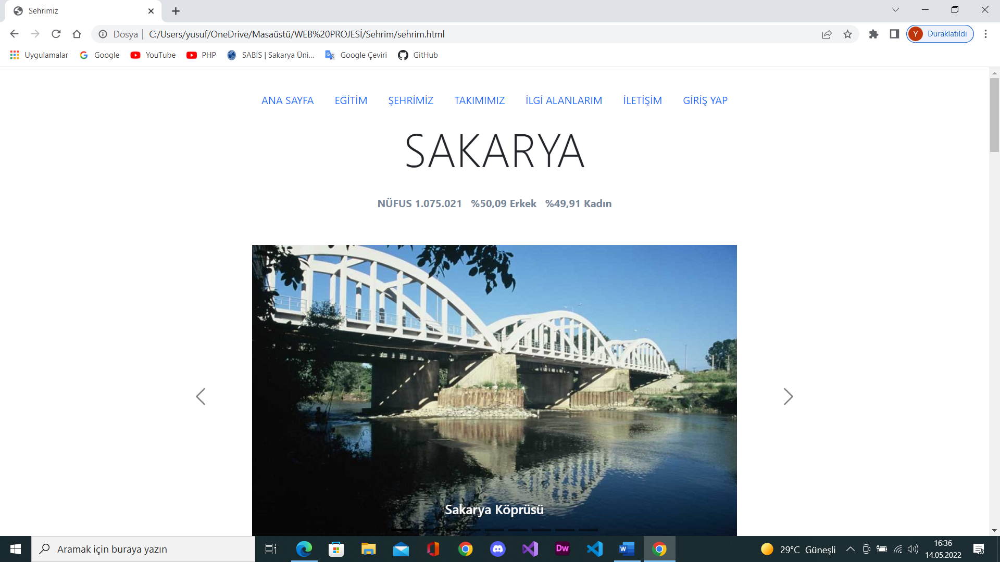 Sehrimiz
Dosya | C:/Users/yusuf/OneDrive/Masaüstü/WEB%20PROJESİ/Sehrim/sehrim.html
Y Duraklatıldı
Uygulamalar Google YouTube PHP SABİS | Sakarya Üni... Google Çeviri GitHub
ANA SAYFA EĞİTİM ŞEHRİMİZ TAKIMIMIZ İLGİ ALANLARIM İLETİŞİM GİRİŞ YAP
SAKARYA
NÜFUS 1.075.021 %50,09 Erkek %49,91 Kadın
Sakarya Köprüsü
Aramak için buraya yazın
Dw
29°C Güneşli
16:36
14.05.2022